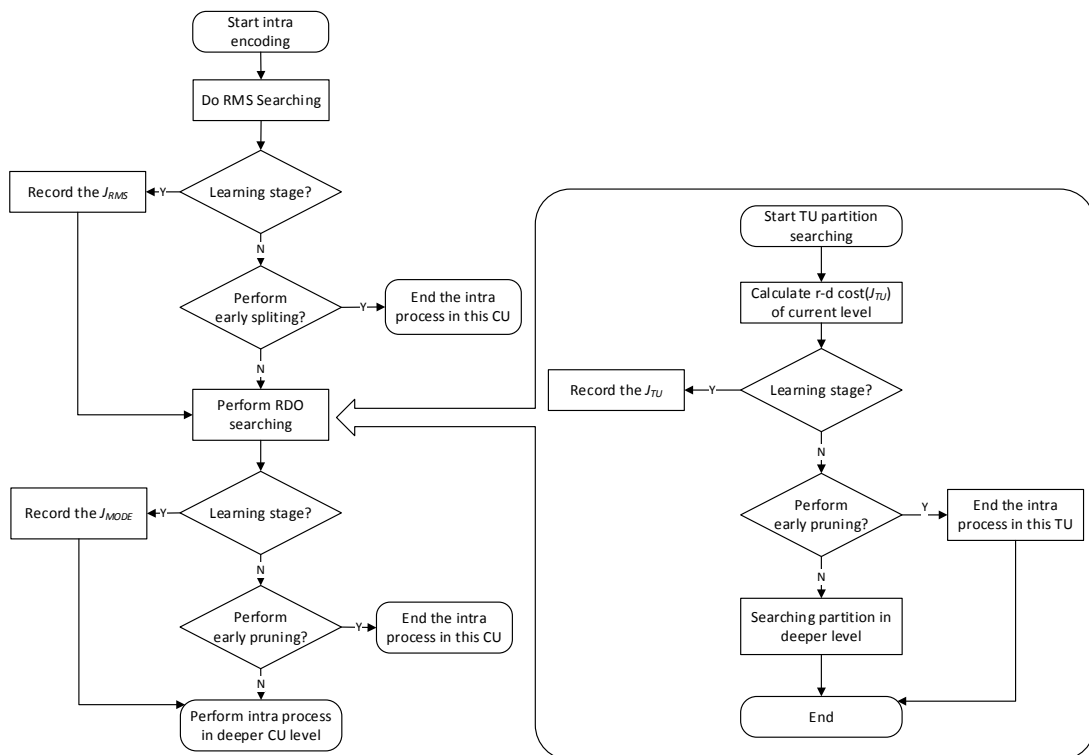 Start intra
encoding
Do RMS Searching
Learning stage?
Y
Record the J_RMS
N
Perform
early spliting?
Y
End the intra
process in this CU
N
Perform RDO
searching
Learning stage?
Y
Record the J_MODE
N
Perform
early pruning?
Y
End the intra
process in this CU
N
Perform intra process
in deeper CU level
Start TU partition
searching
Calculate r-d cost(J_TU)
of current level
Learning stage?
Y
Record the J_TU
N
Perform
early pruning?
Y
End the intra
process in this TU
N
Searching partition in
deeper level
End